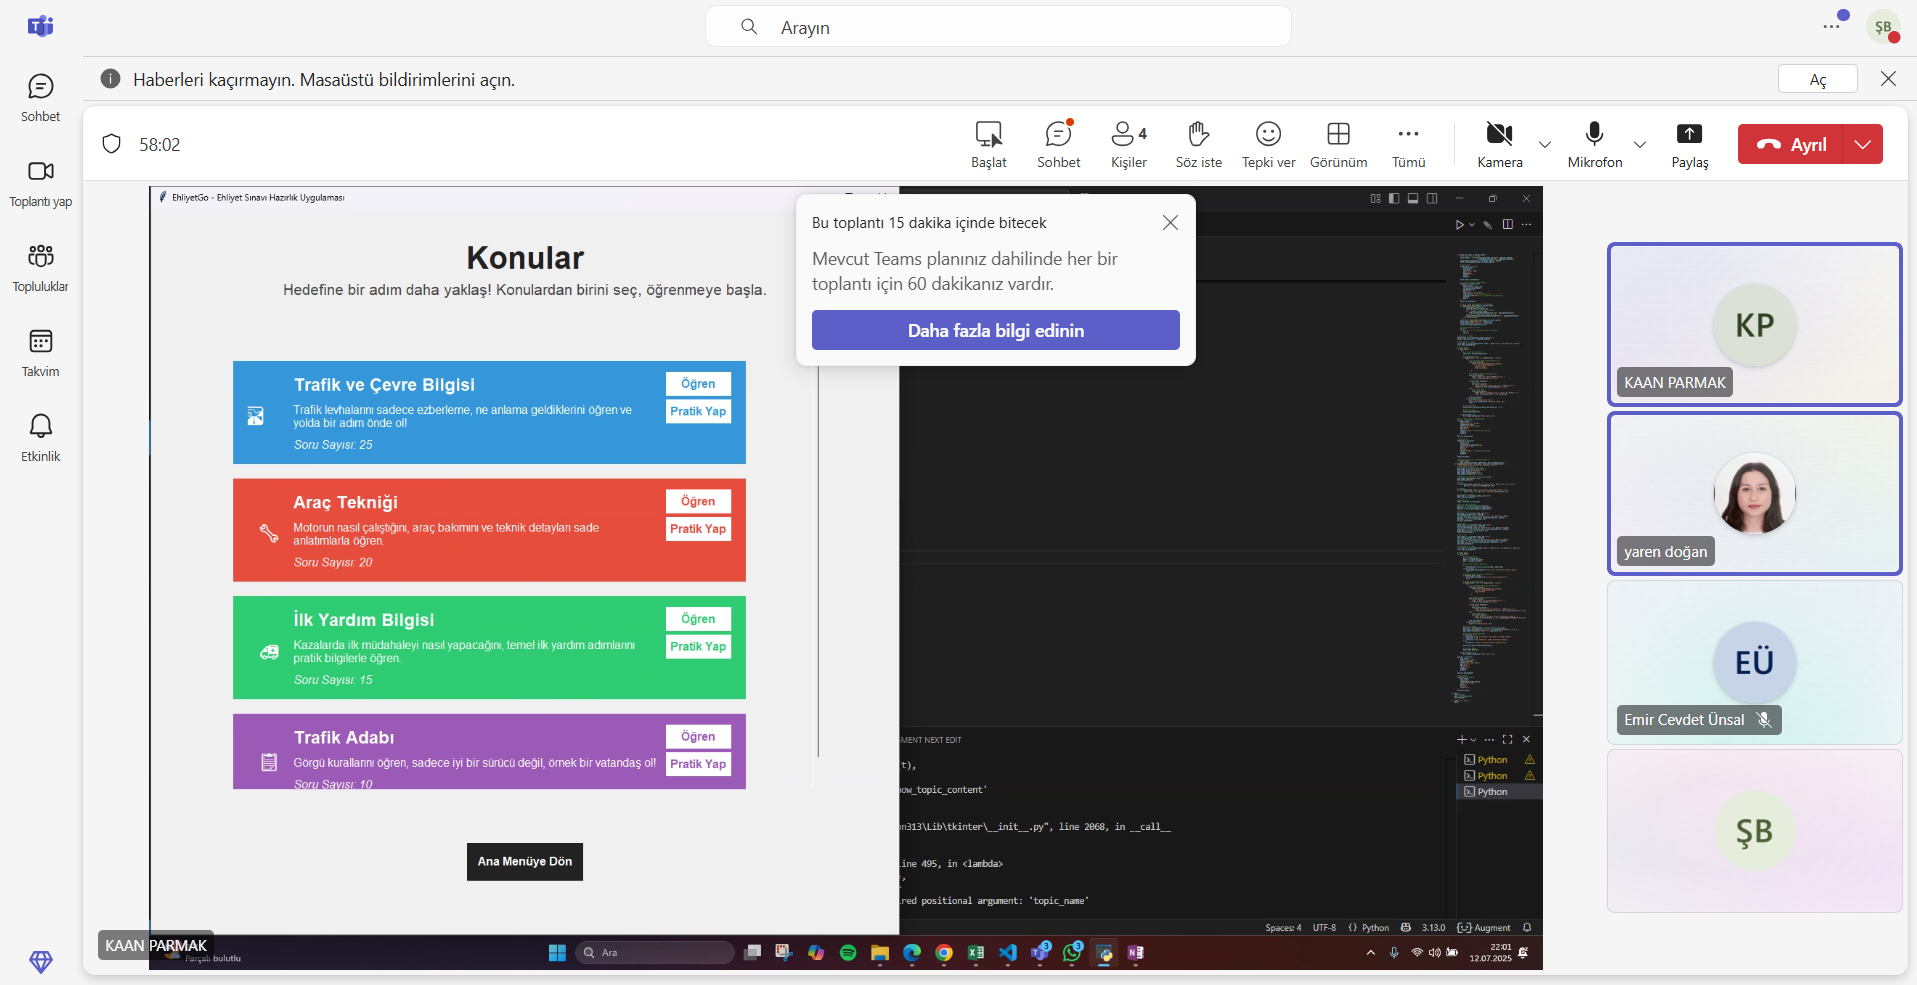 Arayın
ŞB
Haberleri kaçırmayın. Masaüstü bildirimlerini açın.
Aç
Sohbet
Toplantı yap
Topluluklar
Takvim
Etkinlik
58:02
Başlat
Sohbet
4
Kişiler
Söz iste
Tepki ver
Görünüm
Tümü
Kamera
Mikrofon
Paylaş
Ayrıl
EhliyetGo - Ehliyet Sınavı Hazırlık Uygulaması
Bu toplantı 15 dakika içinde bitecek
Mevcut Teams planınız dahilinde her bir
toplantı için 60 dakikanız vardır.
Daha fazla bilgi edinin
Konular
Hedefine bir adım daha yaklaş! Konulardan birini seç, öğrenmeye başla.
Trafik ve Çevre Bilgisi
Trafik levhalarını sadece ezberleme, ne anlama geldiklerini öğren ve
yolda bir adım önde ol!
Soru Sayısı: 25
Öğren
Pratik Yap
Araç Tekniği
Motorun nasıl çalıştığını, araç bakımını ve teknik detayları sade
anlatımlarla öğren.
Soru Sayısı: 20
Öğren
Pratik Yap
İlk Yardım Bilgisi
Kazalarda ilk müdahaleyi nasıl yapacağını, temel ilk yardım adımlarını
pratik bilgilerle öğren.
Soru Sayısı: 15
Öğren
Pratik Yap
Trafik Adabı
Görgü kurallarını öğren, sadece iyi bir sürücü değil, örnek bir vatandaş ol!
Soru Sayısı: 10
Öğren
Pratik Yap
Ana Menüye Dön
GMENT NEXT EDIT
(t),
how_topic_content'
on313\Lib\tkinter\__init__.py", line 2068, in __call__
line 495, in <lambda>
red positional argument: 'topic_name'
Python
Python
Python
Spaces: 4 UTF-8 {} Python 3.13.0 Augment
KP
KAAN PARMAK
yaren doğan
EÜ
Emir Cevdet Ünsal
ŞB
KAAN PARMAK
Parçalı bulutlu
Ara
3
3
22:01
12.07.2025